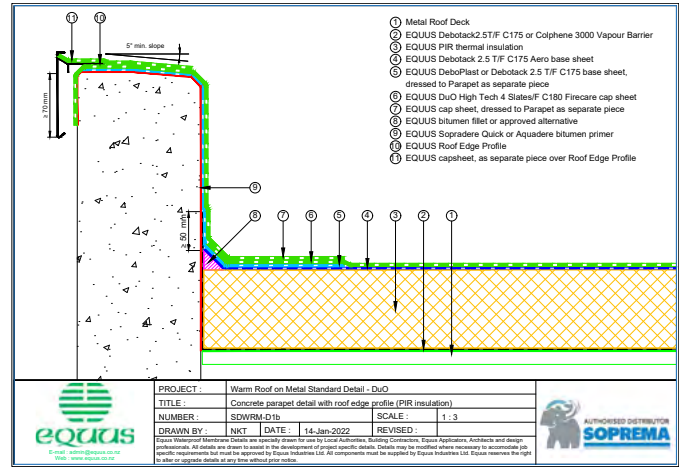 11 10
5" min. slope
≥ 70 mm
≥ 50 mm
9
8 7 6 5 4 3 2 1
1 Metal Roof Deck
2 EQUUS Debotack2.5T/F C175 or Colphene 3000 Vapour Barrier
3 EQUUS PIR thermal insulation
4 EQUUS Debotack 2.5 T/F C175 Aero base sheet
5 EQUUS DeboPlast or Debotack 2.5 T/F C175 base sheet,
dressed to Parapet as separate piece
6 EQUUS DuO High Tech 4 Slates/F C180 Firecare cap sheet
7 EQUUS cap sheet, dressed to Parapet as separate piece
8 EQUUS bitumen fillet or approved alternative
9 EQUUS Sopradere Quick or Aquadere bitumen primer
10 EQUUS Roof Edge Profile
11 EQUUS capsheet, as separate piece over Roof Edge Profile
equus
E-mail : admin@equus.co.nz
Web : www.equus.co.nz
PROJECT : Warm Roof on Metal Standard Detail - DuO
TITLE : Concrete parapet detail with roof edge profile (PIR insulation)
NUMBER : SDWRM-D1b SCALE : 1 : 3
DRAWN BY : NKT DATE : 14-Jan-2022 REVISED :
Equus Waterproof Membrane Details are specially drawn for use by Local Authorities, Building Contractors, Equus Applicators, Architects and design
professionals. All details are drawn to assist in the development of project specific details. Details may be modified where necessary to accomodate job
specific requirements but must be approved by Equus Industries Ltd. All components must be supplied by Equus Industries Ltd. Equus reserves the right
to alter or upgrade details at any time without prior notice.
AUTHORISED DISTRIBUTOR
SOPREMA